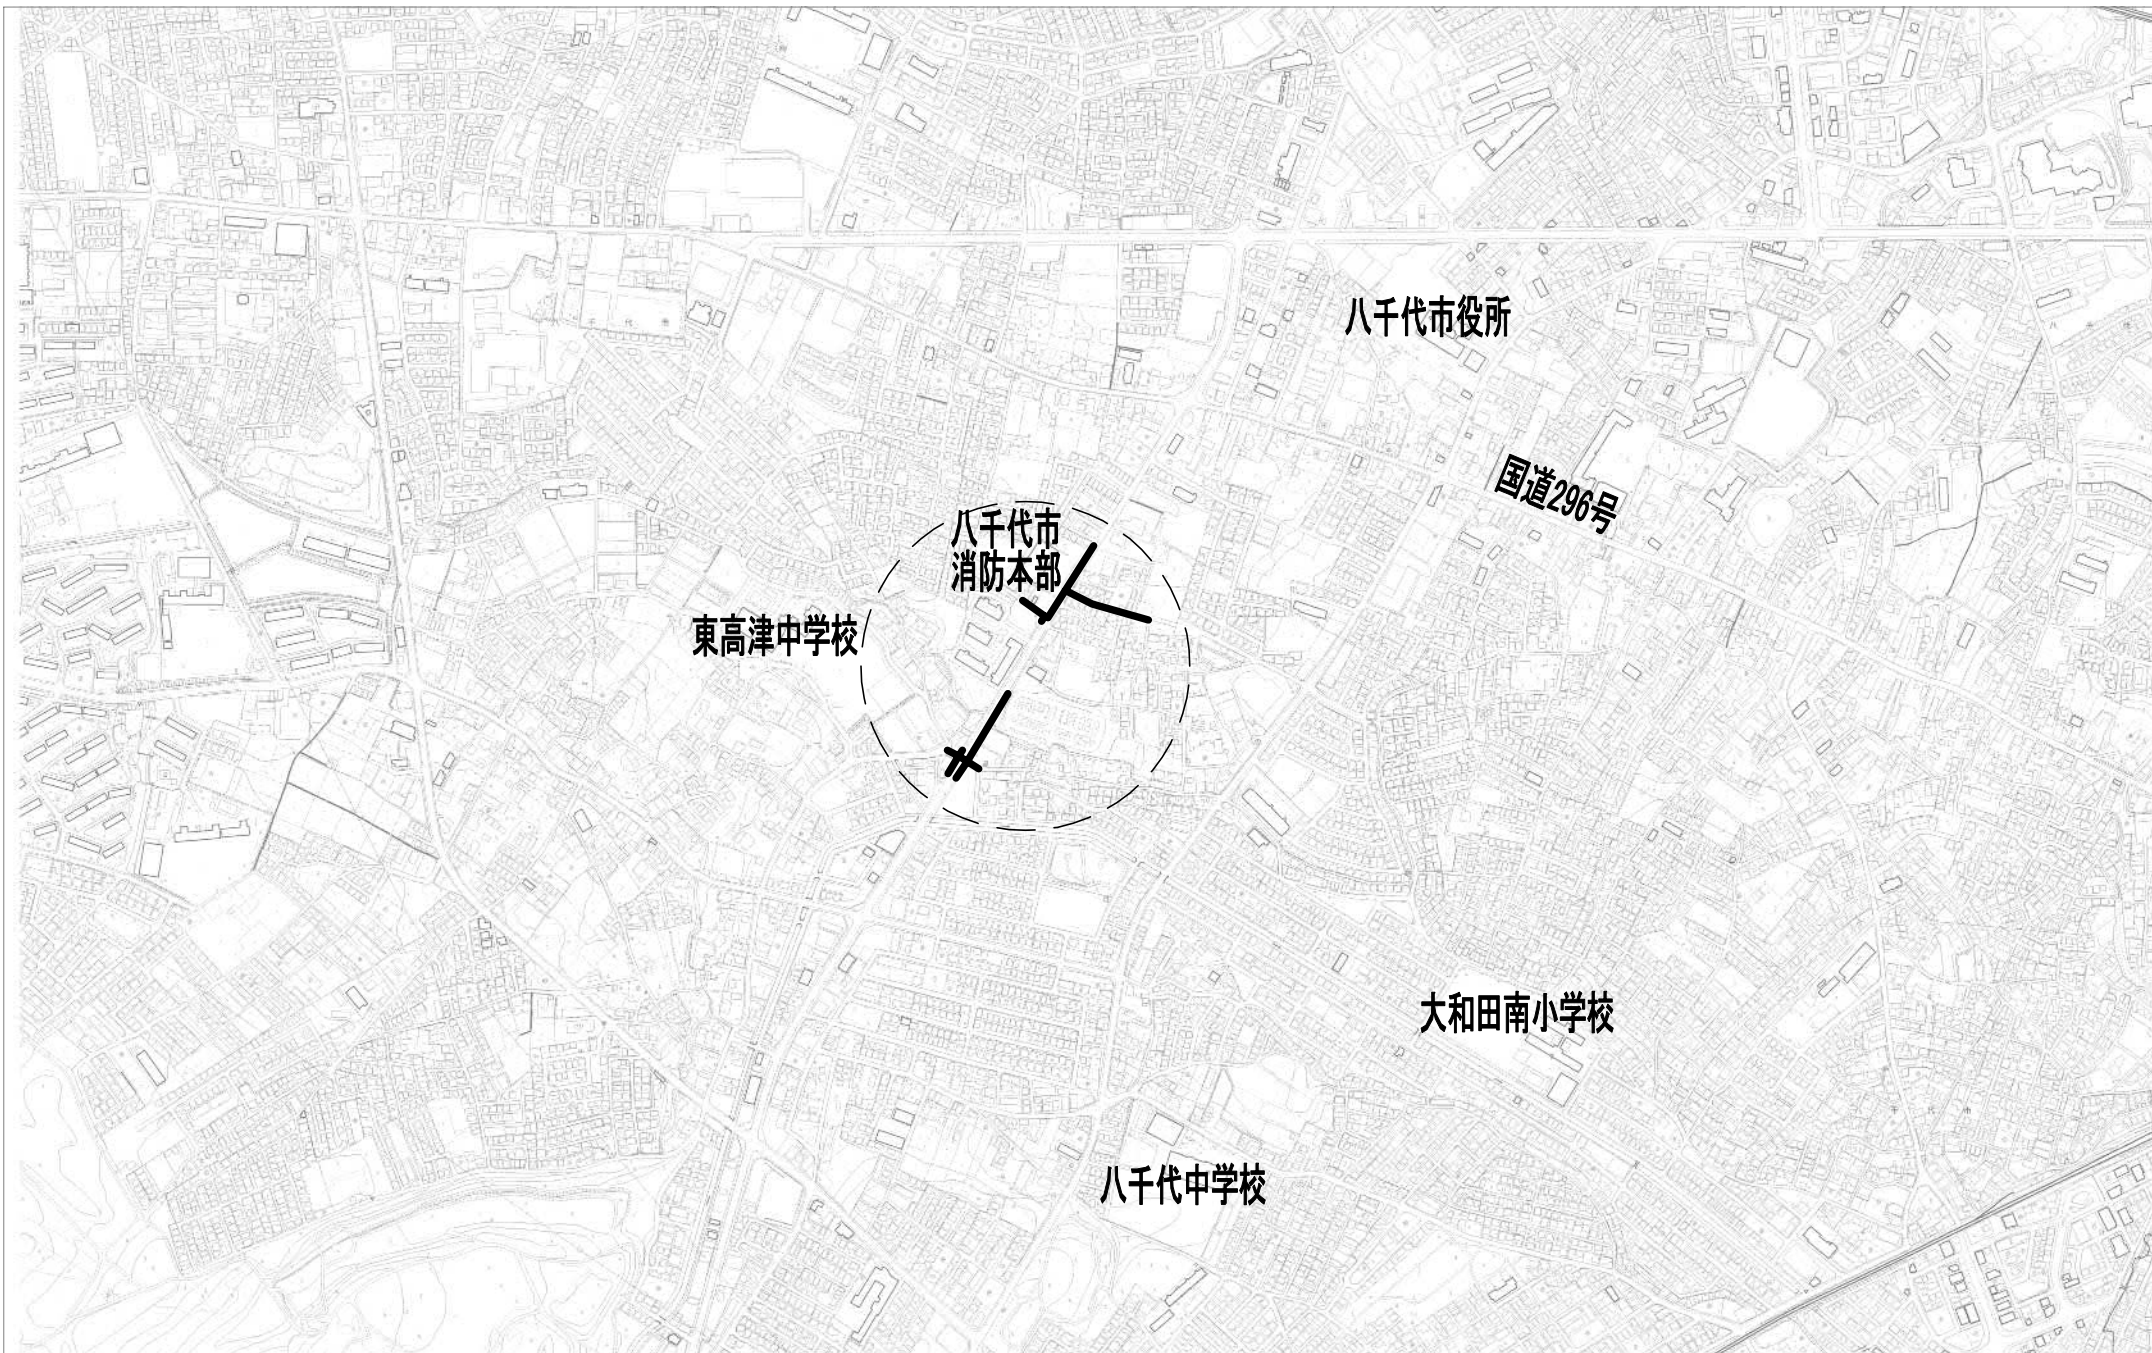 八千代市役所
国道296号
八千代市
消防本部
東高津中学校
大和田南小学校
八千代中学校